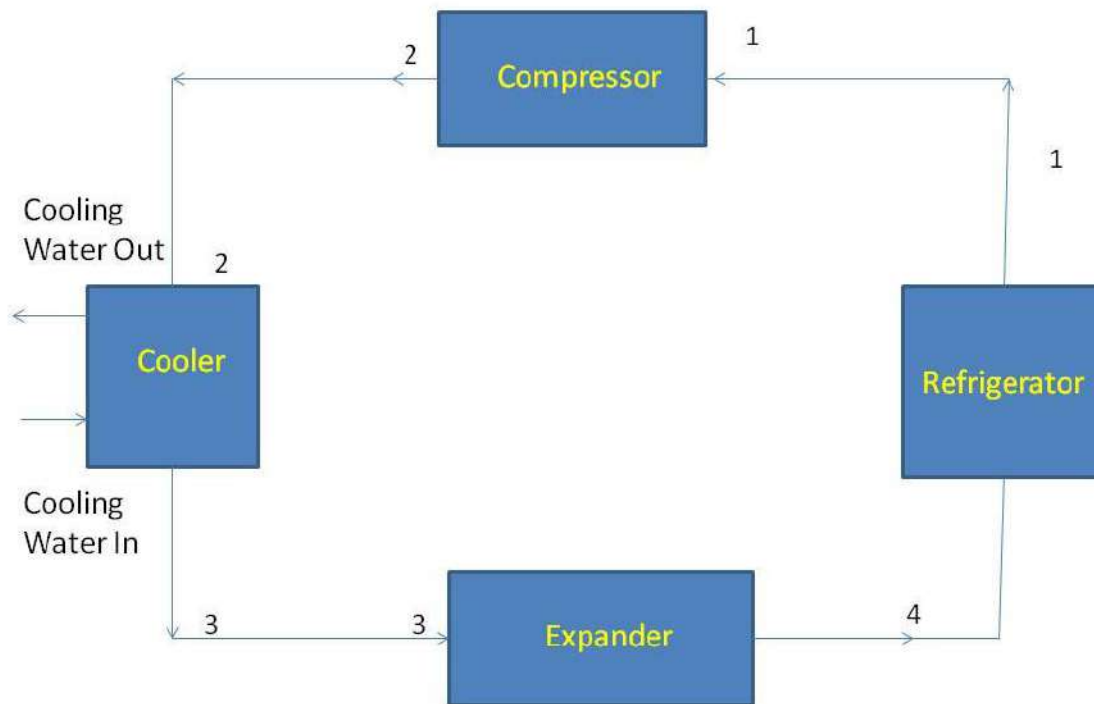 2
Compressor
1
1
Cooling
Water Out
2
Cooler
Refrigerator
Cooling
Water In
3
3
Expander
4